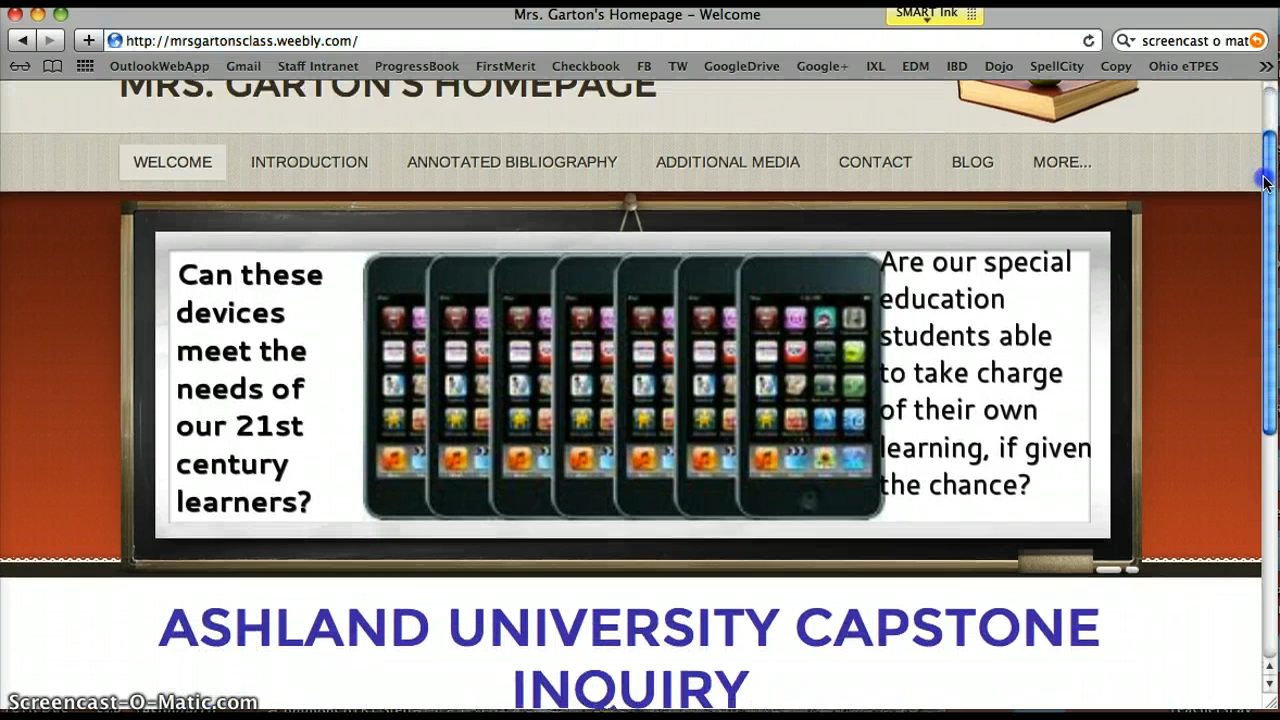 Mrs. Garton's Homepage – Welcome
SMART Ink
http://mrsgartonsclass.weebly.com/
screencast o mat
OutlookWebApp Gmail Staff Intranet ProgressBook FirstMerit Checkbook FB TW GoogleDrive Google+ IXL EDM IBD Dojo SpellCity Copy Ohio eTPES
MRS. GARTON'S HOMEPAGE
WELCOME INTRODUCTION ANNOTATED BIBLIOGRAPHY ADDITIONAL MEDIA CONTACT BLOG MORE...
Can these
devices
meet the
needs of
our 21st
century
learners?
Are our special
education
students able
to take charge
of their own
learning, if given
the chance?
ASHLAND UNIVERSITY CAPSTONE
INQUIRY
Screencast-O-Matic.com